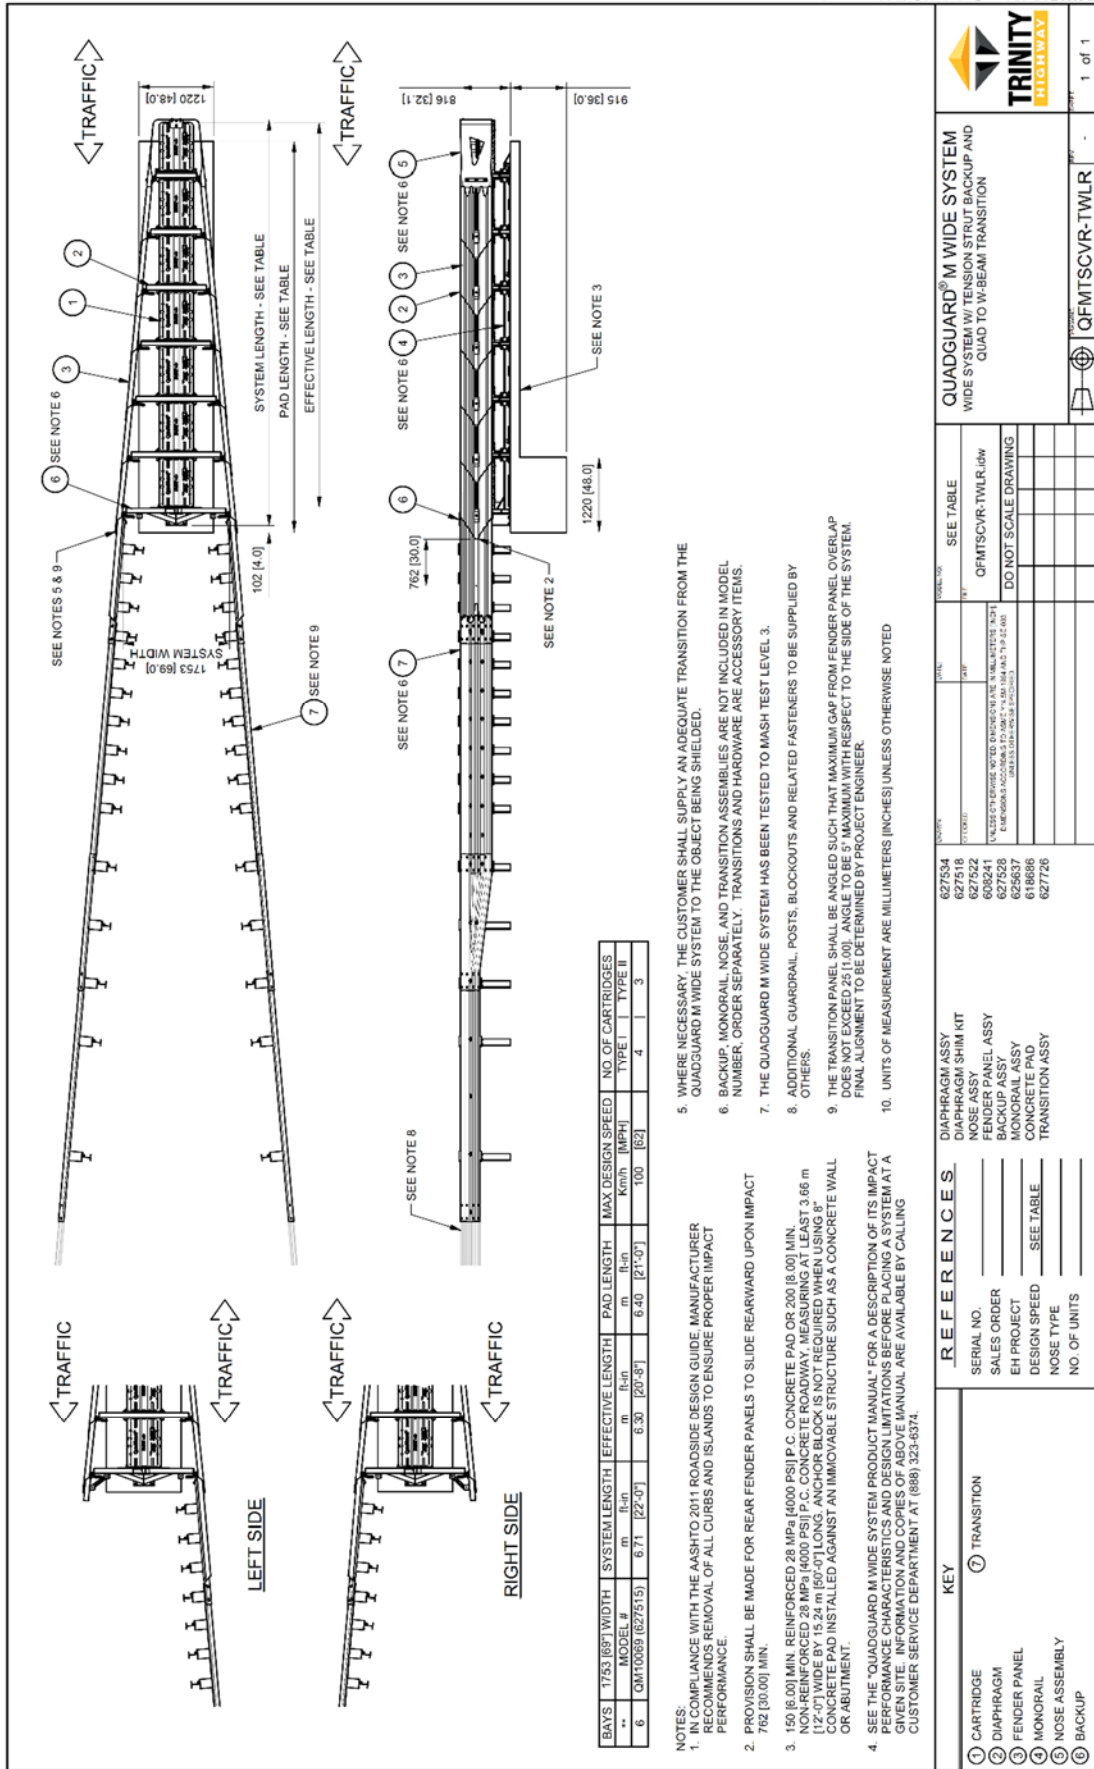 TRAFFIC
1220 [48.0]
SEE NOTES 5 & 9
6
SEE NOTE 6
3
1
2
1753 [69.0]
SYSTEM WIDTH
102 [4.0]
SYSTEM LENGTH - SEE TABLE
PAD LENGTH - SEE TABLE
EFFECTIVE LENGTH - SEE TABLE
7
SEE NOTE 9
TRAFFIC
TRAFFIC
TRAFFIC
LEFT SIDE
TRAFFIC
TRAFFIC
RIGHT SIDE
SEE NOTE 8
SEE NOTE 6
7
762 [30.0]
6
SEE NOTE 2
SEE NOTE 6
4
2
3
SEE NOTE 6
5
816 [32.1]
915 [36.0]
1220 [48.0]
SEE NOTE 3
BAYS 1753 [69"] WIDTH SYSTEM LENGTH EFFECTIVE LENGTH PAD LENGTH MAX DESIGN SPEED NO. OF CARTRIDGES
** MODEL # m ft-in m ft-in m ft-in Km/h [MPH] TYPE I TYPE II
6 QM10069 (627515) 6.71 [22'-0"] 6.30 [20'-8"] 6.40 [21'-0"] 100 [62] 4 3
NOTES:
1. IN COMPLIANCE WITH THE AASHTO 2011 ROADSIDE DESIGN GUIDE, MANUFACTURER
RECOMMENDS REMOVAL OF ALL CURBS AND ISLANDS TO ENSURE PROPER IMPACT
PERFORMANCE.
2. PROVISION SHALL BE MADE FOR REAR FENDER PANELS TO SLIDE REARWARD UPON IMPACT
762 [30.00] MIN.
3. 150 [6.00] MIN. REINFORCED 28 MPa [4000 PSI] P.C. CONCRETE PAD OR 200 [8.00] MIN.
NON-REINFORCED 28 MPa [4000 PSI] P.C. CONCRETE ROADWAY, MEASURING AT LEAST 3.66 m
[12'-0"] WIDE BY 15.24 m [50'-0"] LONG. ANCHOR BLOCK IS NOT REQUIRED WHEN USING 8"
CONCRETE PAD INSTALLED AGAINST AN IMMOVABLE STRUCTURE SUCH AS A CONCRETE WALL
OR ABUTMENT.
4. SEE THE "QUADGUARD M WIDE SYSTEM PRODUCT MANUAL" FOR A DESCRIPTION OF ITS IMPACT
PERFORMANCE CHARACTERISTICS AND DESIGN LIMITATIONS BEFORE PLACING A SYSTEM AT A
GIVEN SITE. INFORMATION AND COPIES OF ABOVE MANUAL ARE AVAILABLE BY CALLING
CUSTOMER SERVICE DEPARTMENT AT (888) 323-6374.
5. WHERE NECESSARY, THE CUSTOMER SHALL SUPPLY AN ADEQUATE TRANSITION FROM THE
QUADGUARD M WIDE SYSTEM TO THE OBJECT BEING SHIELDED.
6. BACKUP, MONORAIL, NOSE, AND TRANSITION ASSEMBLIES ARE NOT INCLUDED IN MODEL
NUMBER, ORDER SEPARATELY. TRANSITIONS AND HARDWARE ARE ACCESSORY ITEMS.
7. THE QUADGUARD M WIDE SYSTEM HAS BEEN TESTED TO MASH TEST LEVEL 3.
8. ADDITIONAL GUARDRAIL, POSTS, BLOCKOUTS AND RELATED FASTENERS TO BE SUPPLIED BY
OTHERS.
9. THE TRANSITION PANEL SHALL BE ANGLED SUCH THAT MAXIMUM GAP FROM FENDER PANEL OVERLAP
DOES NOT EXCEED 25 [1.00]. ANGLE TO BE 5° MAXIMUM WITH RESPECT TO THE SIDE OF THE SYSTEM.
FINAL ALIGNMENT TO BE DETERMINED BY PROJECT ENGINEER.
10. UNITS OF MEASUREMENT ARE MILLIMETERS [INCHES] UNLESS OTHERWISE NOTED
KEY
1 CARTRIDGE
2 DIAPHRAGM
3 FENDER PANEL
4 MONORAIL
5 NOSE ASSEMBLY
6 BACKUP
7 TRANSITION
REFERENCES
SERIAL NO.
SALES ORDER
EH PROJECT
DESIGN SPEED SEE TABLE
NOSE TYPE
NO. OF UNITS
DIAPHRAGM ASSY 627534
DIAPHRAGM SHIM KIT 627518
NOSE ASSY 627522
FENDER PANEL ASSY 608241
BACKUP ASSY 627528
MONORAIL ASSY 625637
CONCRETE PAD 618686
TRANSITION ASSY 627726
SEE TABLE
QFMTSCVR-TWLR.idw
DO NOT SCALE DRAWING
QUADGUARD® M WIDE SYSTEM
WIDE SYSTEM W/ TENSION STRUT BACKUP AND
QUAD TO W-BEAM TRANSITION
QFMTSCVR-TWLR
-
TRINITY
HIGHWAY
1 of 1